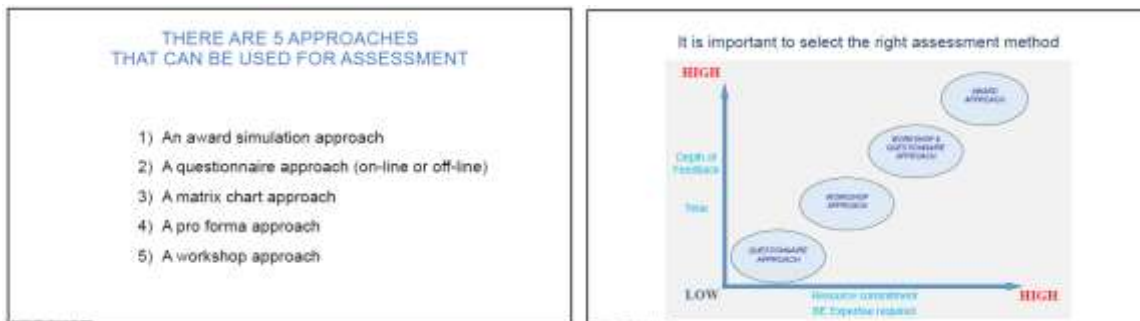 THERE ARE 5 APPROACHES
THAT CAN BE USED FOR ASSESSMENT
1) An award simulation approach
2) A questionnaire approach (on-line or off-line)
3) A matrix chart approach
4) A pro forma approach
5) A workshop approach
It is important to select the right assessment method
HIGH
AWARD
APPROACH
WORKSHOP &
QUESTIONNAIRE
APPROACH
Depth of
Feedback
WORKSHOP
APPROACH
QUESTIONNAIRE
APPROACH
LOW
Resource commitment
HIGH
BE Expertise required